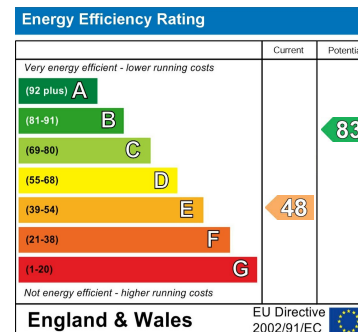 Energy Efficiency Rating
Current Potentia
Very energy efficient - lower running costs
(92 plus) A
(81-91) B
83
(69-80) C
(55-68) D
(39-54) E
48
(21-38) F
(1-20) G
Not energy efficient - higher running costs
England & Wales
EU Directive
2002/91/EC